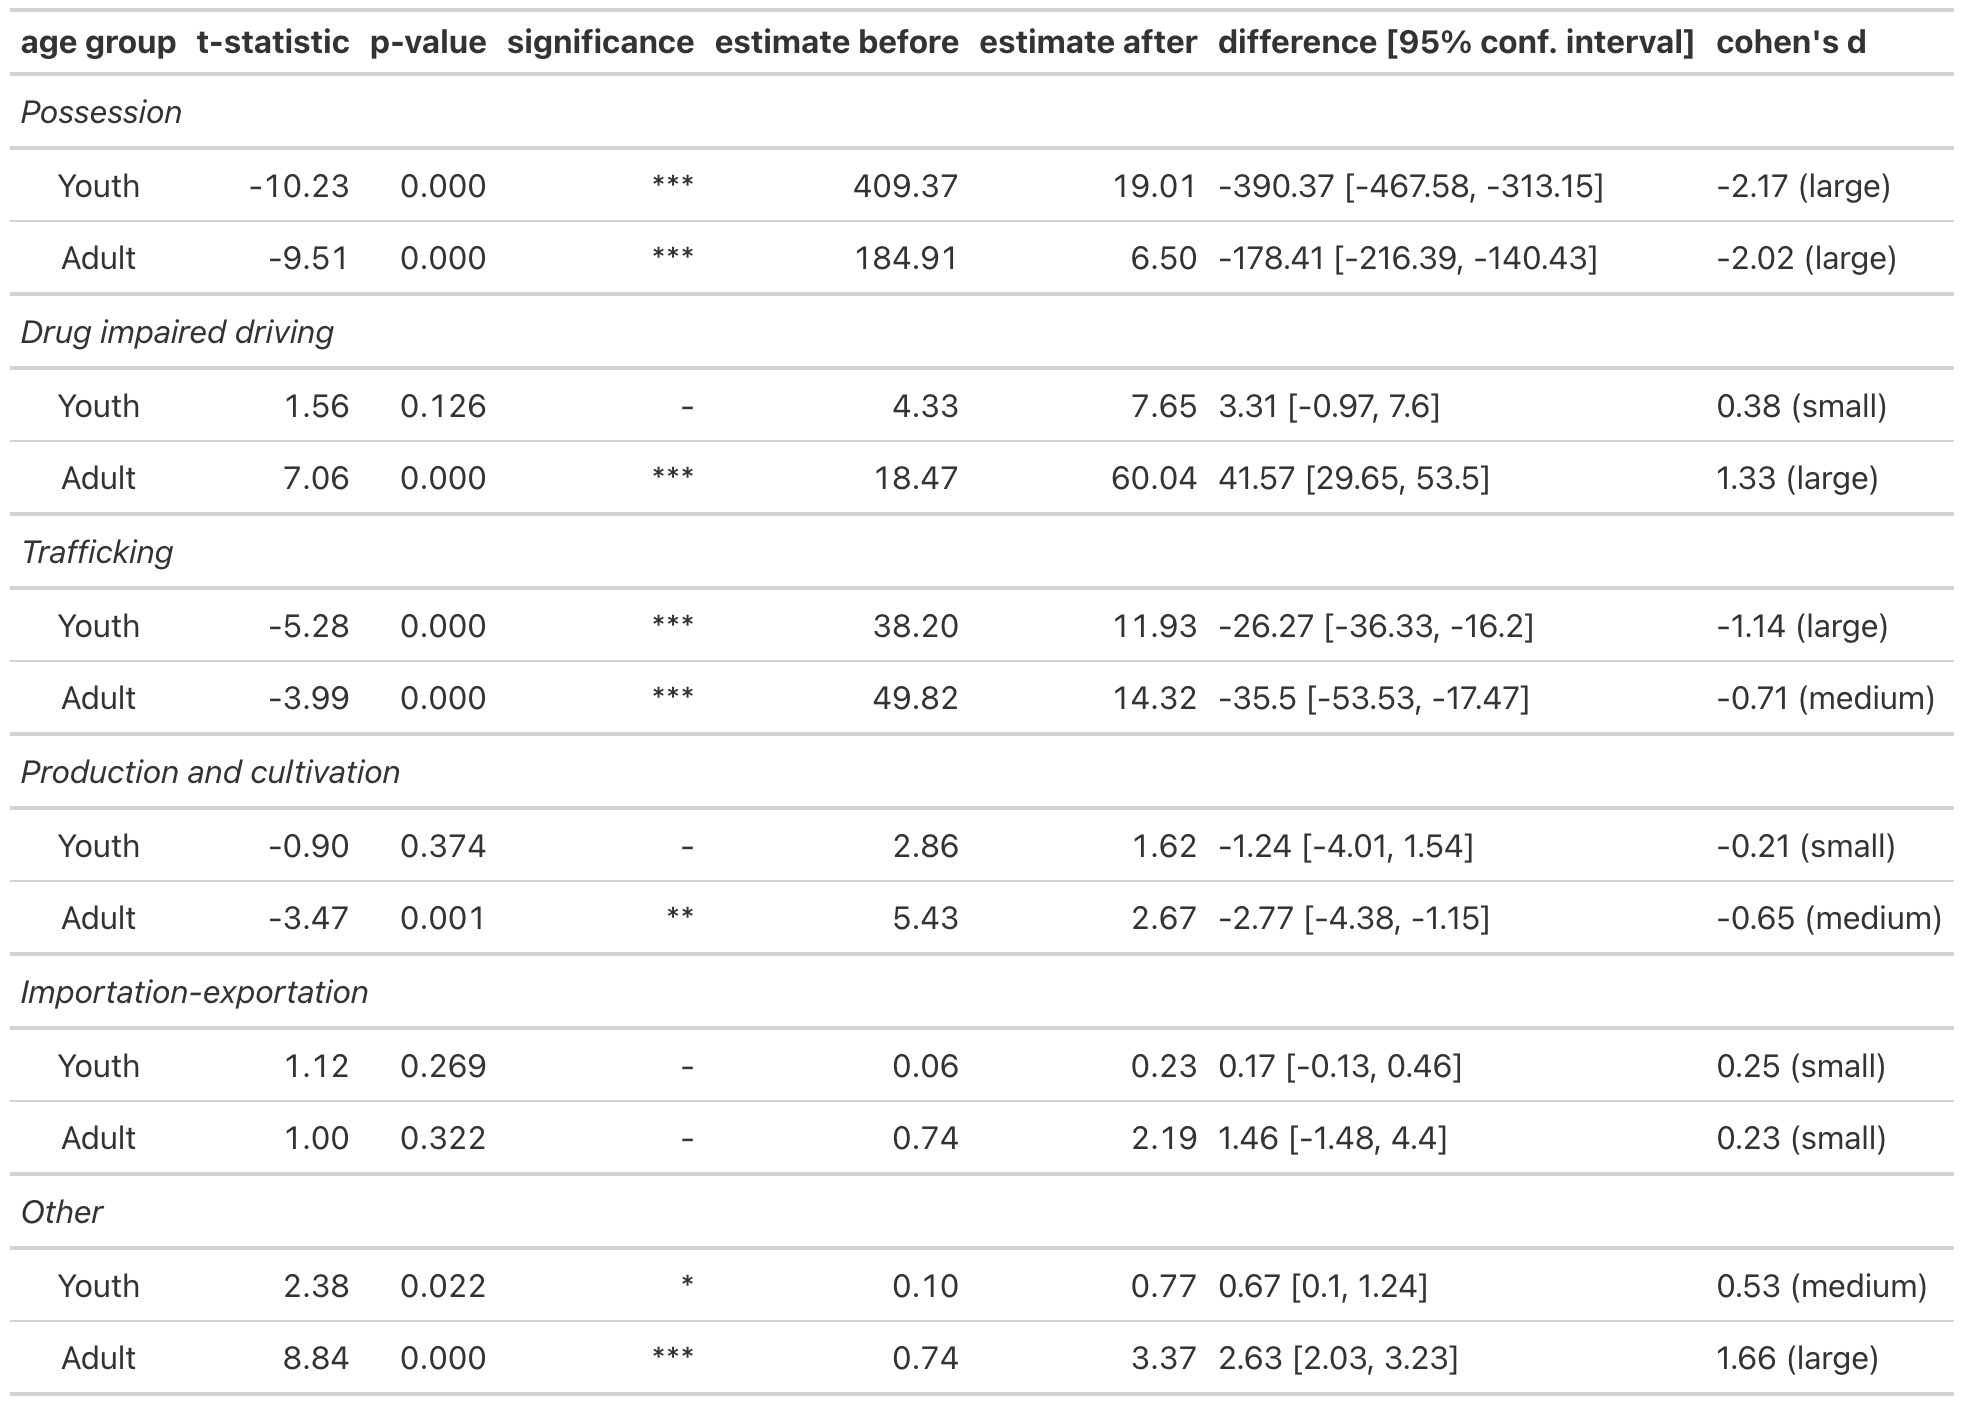 age group t-statistic p-value significance estimate before estimate after difference [95% conf. interval] cohen's d
Possession
Youth -10.23 0.000 *** 409.37 19.01 -390.37 [-467.58, -313.15] -2.17 (large)
Adult -9.51 0.000 *** 184.91 6.50 -178.41 [-216.39, -140.43] -2.02 (large)
Drug impaired driving
Youth 1.56 0.126 - 4.33 7.65 3.31 [-0.97, 7.6] 0.38 (small)
Adult 7.06 0.000 *** 18.47 60.04 41.57 [29.65, 53.5] 1.33 (large)
Trafficking
Youth -5.28 0.000 *** 38.20 11.93 -26.27 [-36.33, -16.2] -1.14 (large)
Adult -3.99 0.000 *** 49.82 14.32 -35.5 [-53.53, -17.47] -0.71 (medium)
Production and cultivation
Youth -0.90 0.374 - 2.86 1.62 -1.24 [-4.01, 1.54] -0.21 (small)
Adult -3.47 0.001 ** 5.43 2.67 -2.77 [-4.38, -1.15] -0.65 (medium)
Importation-exportation
Youth 1.12 0.269 - 0.06 0.23 0.17 [-0.13, 0.46] 0.25 (small)
Adult 1.00 0.322 - 0.74 2.19 1.46 [-1.48, 4.4] 0.23 (small)
Other
Youth 2.38 0.022 * 0.10 0.77 0.67 [0.1, 1.24] 0.53 (medium)
Adult 8.84 0.000 *** 0.74 3.37 2.63 [2.03, 3.23] 1.66 (large)